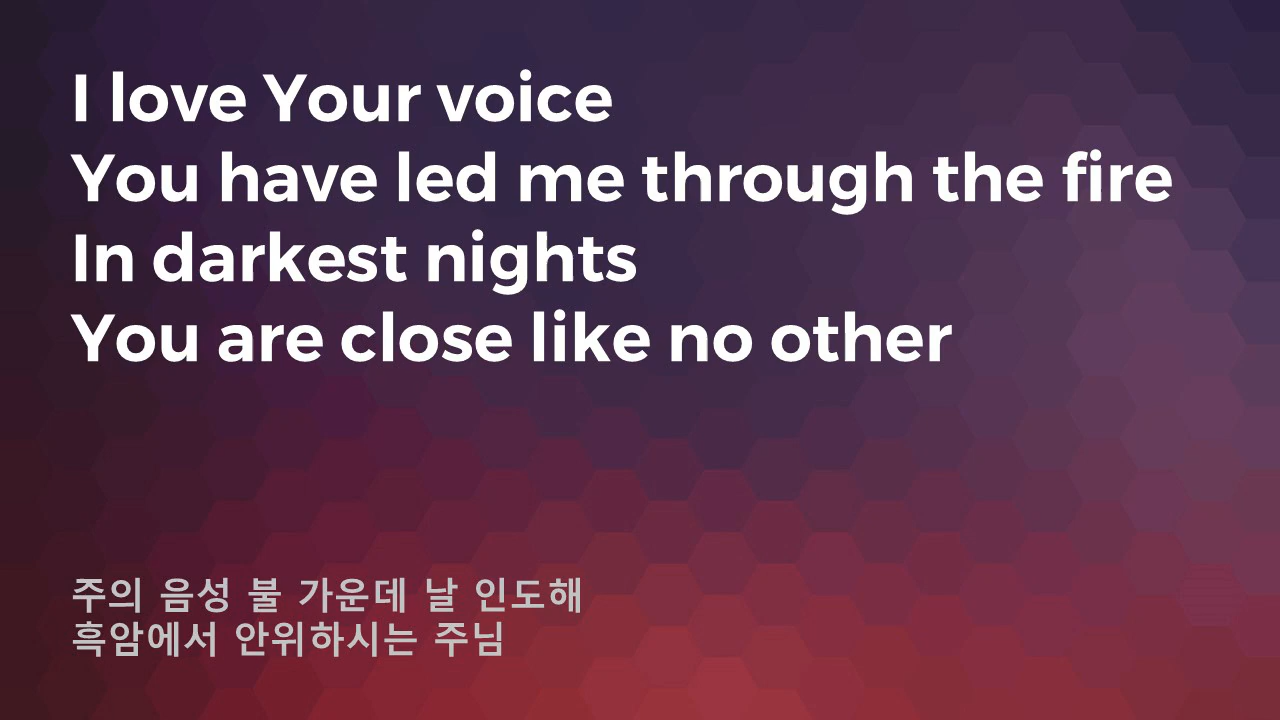 I love Your voice
You have led me through the fire
In darkest nights
You are close like no other
주의 음성 불 가운데 날 인도해
흑암에서 안위하시는 주님